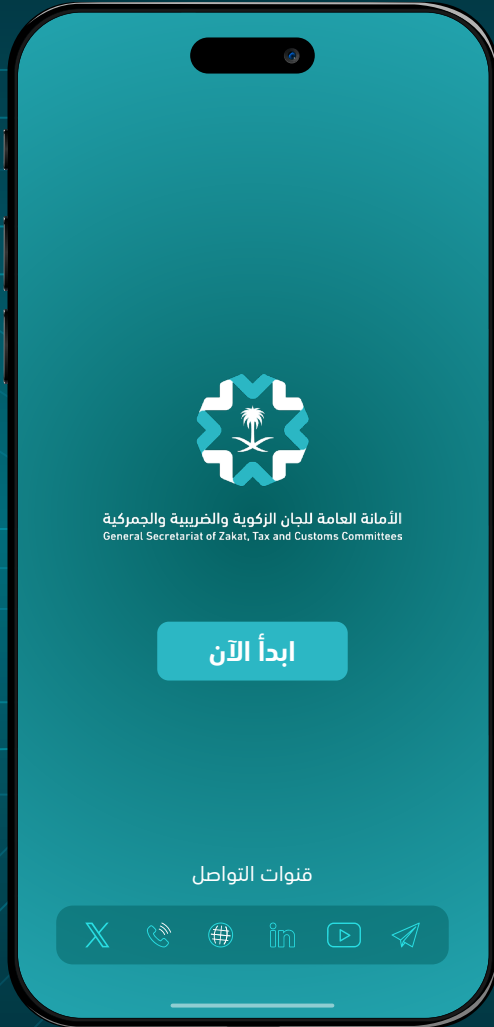 الأمانة العامة للجان الزكوية والضريبية والجمركية
General Secretariat of Zakat, Tax and Customs Committees
ابدأ الآن
قنوات التواصل